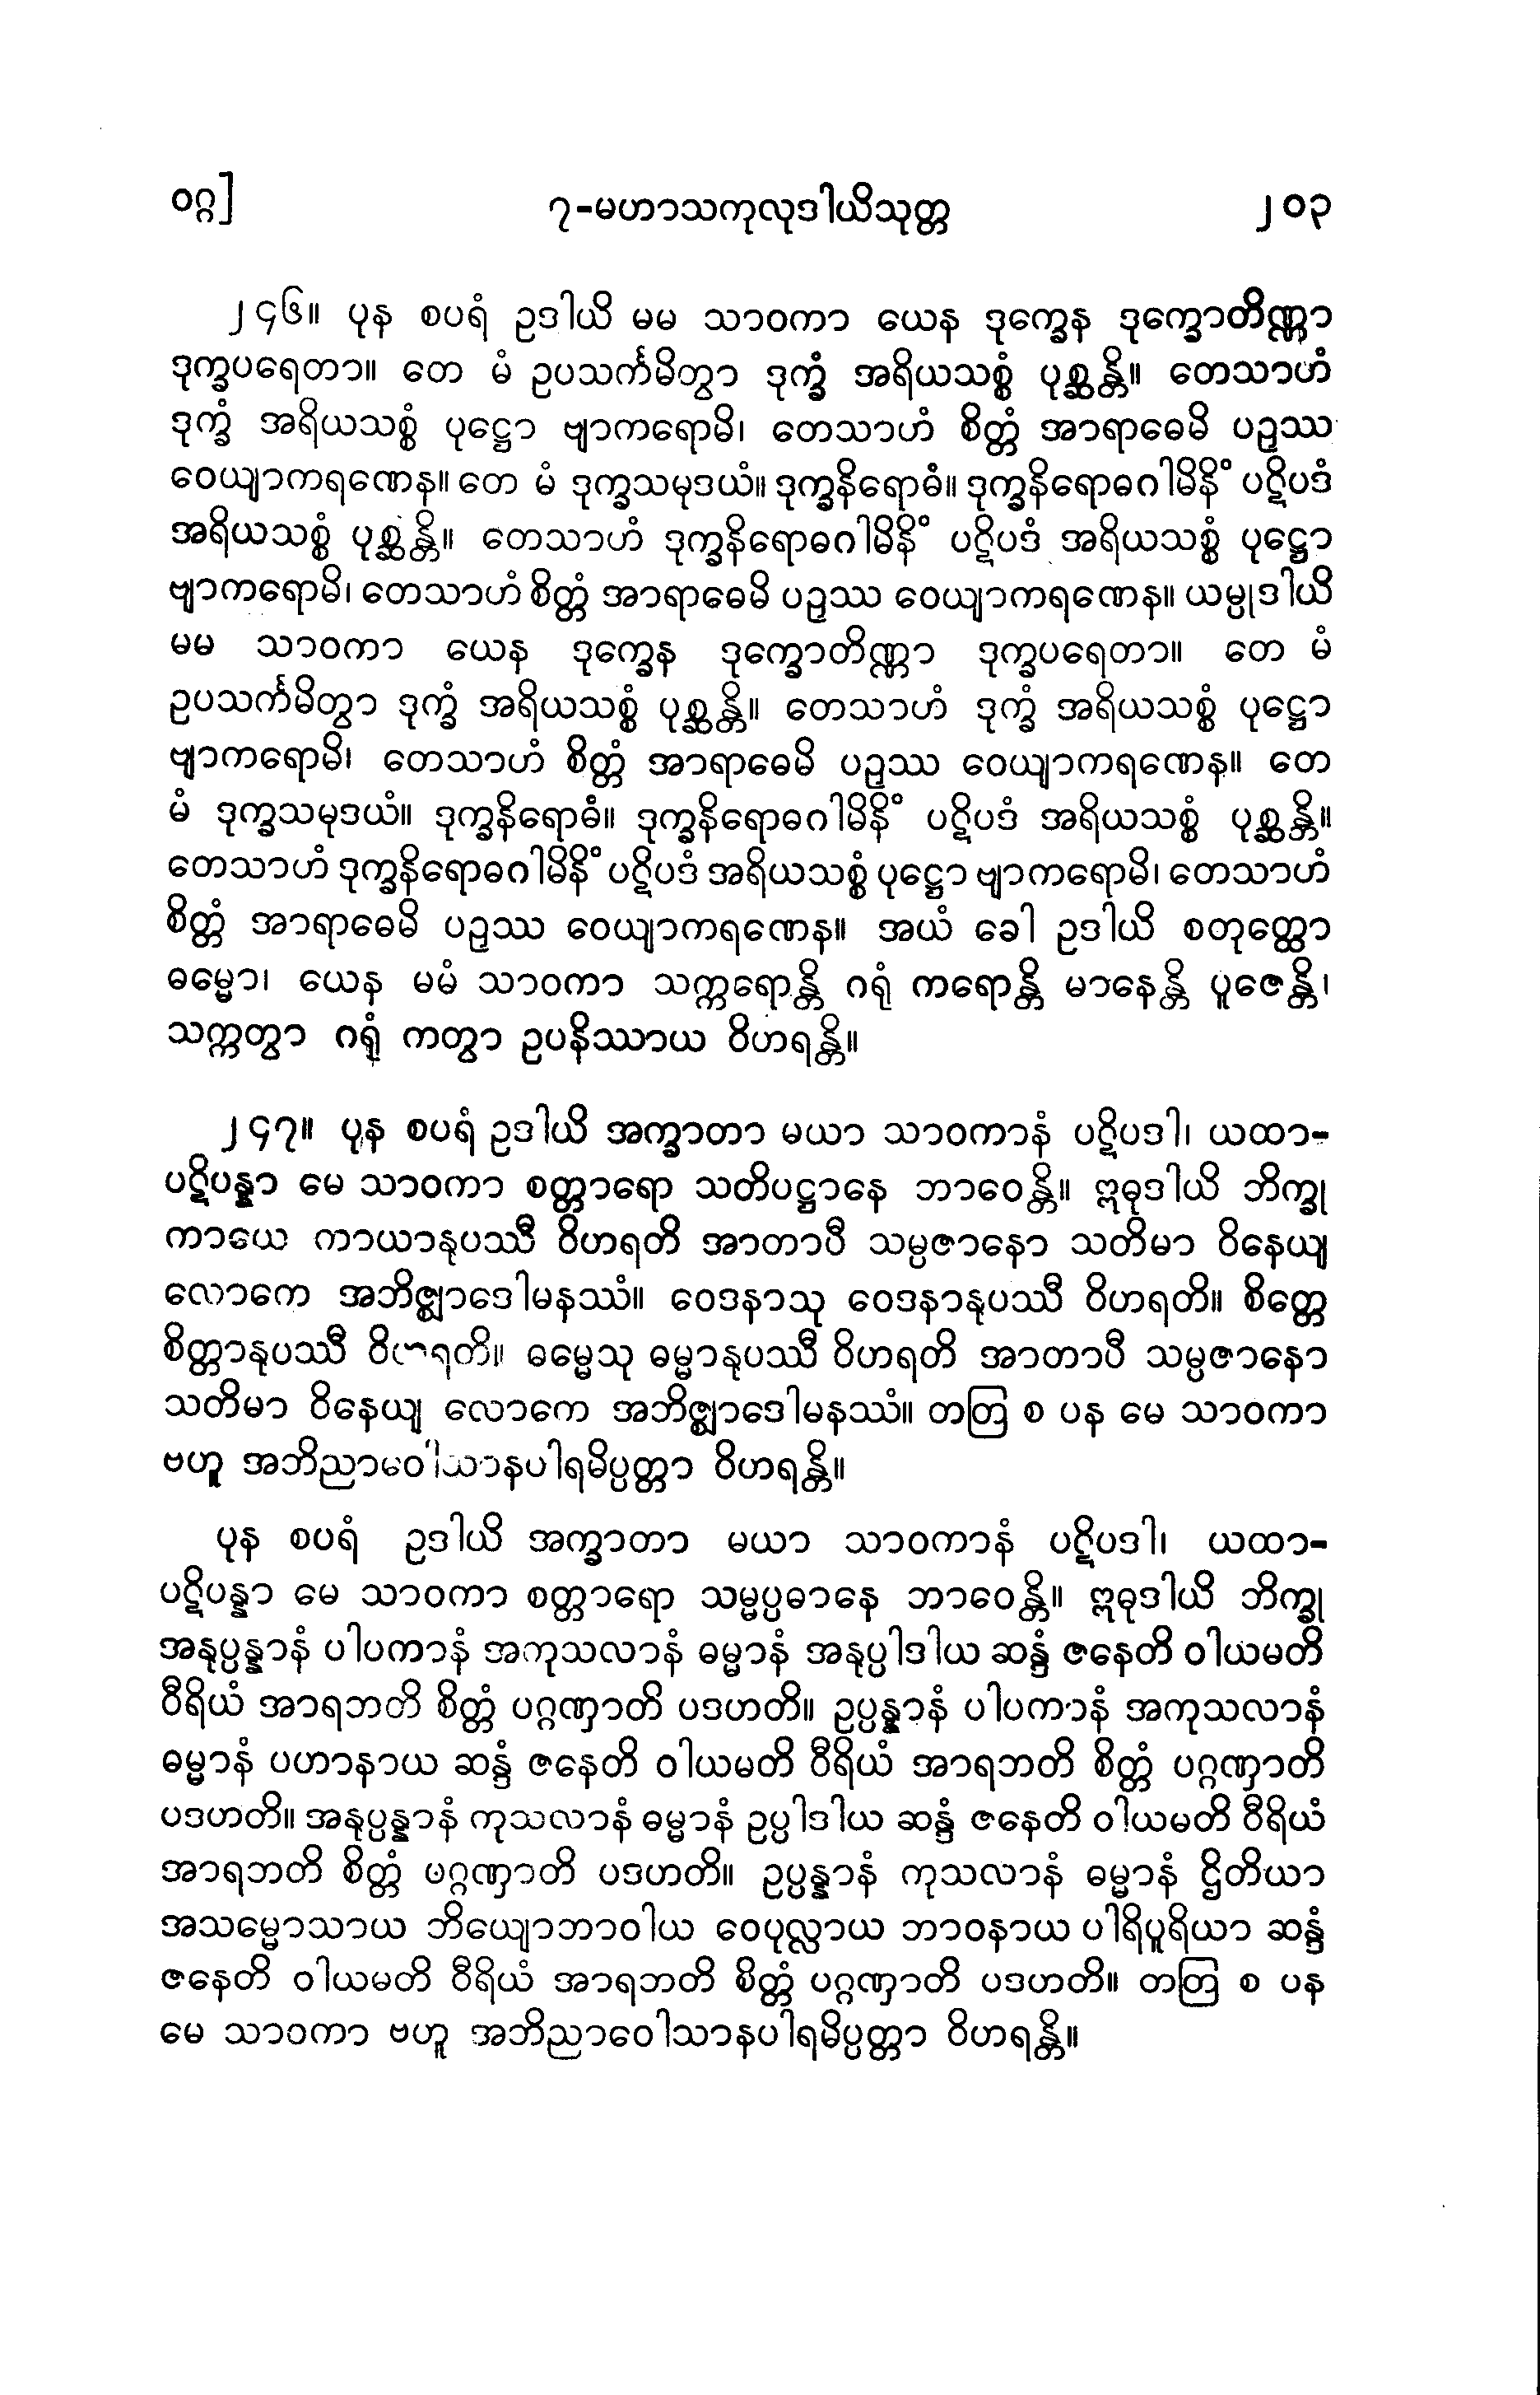 ဝဂ္ဂ]
၇-မဟာသကုလုဒါယိသုတ္တ
၂၀၃
၂၄၆။ ပုန စပရံ ဥဒါယိ မမ သာဝကာ ယေန ဒုက္ခေန ဒုက္ခောတိဏ္ဏာ
ဒုက္ခပရေတာ။ တေ မံ ဥပသင်္ကမိတွာ ဒုက္ခံ အရိယသစ္စံ ပုစ္ဆန္တိ။ တေသာဟံ
ဒုက္ခံ အရိယသစ္စံ ပုဋ္ဌော ဗျာကရောမိ၊ တေသာဟံ စိတ္တံ အာရာဓေမိ ပဉှဿ
ဝေယျာကရဏေန။ တေ မံ ဒုက္ခသမုဒယံ။ ဒုက္ခနိရောဓံ။ ဒုက္ခနိရောဓဂါမိနိံ ပဋိပဒံ
အရိယသစ္စံ ပုစ္ဆန္တိ။ တေသာဟံ ဒုက္ခနိရောဓဂါမိနိံ ပဋိပဒံ အရိယသစ္စံ ပုဋ္ဌော
ဗျာကရောမိ၊ တေသာဟံ စိတ္တံ အာရာဓေမိ ပဉှဿ ဝေယျာကရဏေန။ ယမ္ပုဒါယိ
မမ သာဝကာ ယေန ဒုက္ခေန ဒုက္ခောတိဏ္ဏာ ဒုက္ခပရေတာ။ တေ မံ
ဥပသင်္ကမိတွာ ဒုက္ခံ အရိယသစ္စံ ပုစ္ဆန္တိ။ တေသာဟံ ဒုက္ခံ အရိယသစ္စံ ပုဋ္ဌော
ဗျာကရောမိ၊ တေသာဟံ စိတ္တံ အာရာဓေမိ ပဉှဿ ဝေယျာကရဏေန။ တေ
မံ ဒုက္ခသမုဒယံ။ ဒုက္ခနိရောဓံ။ ဒုက္ခနိရောဓဂါမိနိံ ပဋိပဒံ အရိယသစ္စံ ပုစ္ဆန္တိ။
တေသာဟံ ဒုက္ခနိရောဓဂါမိနိံ ပဋိပဒံ အရိယသစ္စံ ပုဋ္ဌော ဗျာကရောမိ၊ တေသာဟံ
စိတ္တံ အာရာဓေမိ ပဉှဿ ဝေယျာကရဏေန။ အယံ ခေါ ဥဒါယိ စတုတ္ထော
ဓမ္မော၊ ယေန မမံ သာဝကာ သက္ကရောန္တိ ဂရုံ ကရောန္တိ မာနေန္တိ ပူဇေန္တိ၊
သက္ကတွာ ဂရုံ ကတွာ ဥပနိဿာယ ဝိဟရန္တိ။
၂၄၇။ ပုန စပရံ ဥဒါယိ အက္ခာတာ မယာ သာဝကာနံ ပဋိပဒါ၊ ယထာ-
ပဋိပန္နာ မေ သာဝကာ စတ္တာရော သတိပဋ္ဌာနေ ဘာဝေန္တိ။ ဣဓုဒါယိ ဘိက္ခု
ကာယေ ကာယာနုပဿီ ဝိဟရတိ အာတာပီ သမ္ပဇာနော သတိမာ ဝိနေယျ
လောကေ အဘိဇ္ဈာဒေါမနဿံ။ ဝေဒနာသု ဝေဒနာနုပဿီ ဝိဟရတိ။ စိတ္တေ
စိတ္တာနုပဿီ ဝိဟရတိ။ ဓမ္မေသု ဓမ္မာနုပဿီ ဝိဟရတိ အာတာပီ သမ္ပဇာနော
သတိမာ ဝိနေယျ လောကေ အဘိဇ္ဈာဒေါမနဿံ။ တတြ စ ပန မေ သာဝကာ
ဗဟူ အဘိညာဝေါသာနပါရမိပ္ပတ္တာ ဝိဟရန္တိ။
ပုန စပရံ ဥဒါယိ အက္ခာတာ မယာ သာဝကာနံ ပဋိပဒါ၊ ယထာ-
ပဋိပန္နာ မေ သာဝကာ စတ္တာရော သမ္မပ္ပဓာနေ ဘာဝေန္တိ။ ဣဓုဒါယိ ဘိက္ခု
အနုပ္ပန္နာနံ ပါပကာနံ အကုသလာနံ ဓမ္မာနံ အနုပ္ပါဒါယ ဆန္ဒံ ဇနေတိ ဝါယမတိ
ဝီရိယံ အာရဘတိ စိတ္တံ ပဂ္ဂဏှာတိ ပဒဟတိ။ ဥပ္ပန္နာနံ ပါပကာနံ အကုသလာနံ
ဓမ္မာနံ ပဟာနာယ ဆန္ဒံ ဇနေတိ ဝါယမတိ ဝီရိယံ အာရဘတိ စိတ္တံ ပဂ္ဂဏှာတိ
ပဒဟတိ။ အနုပ္ပန္နာနံ ကုသလာနံ ဓမ္မာနံ ဥပ္ပါဒါယ ဆန္ဒံ ဇနေတိ ဝါယမတိ ဝီရိယံ
အာရဘတိ စိတ္တံ ပဂ္ဂဏှာတိ ပဒဟတိ။ ဥပ္ပန္နာနံ ကုသလာနံ ဓမ္မာနံ ဌိတိယာ
အသမ္မောသာယ ဘိယျောဘာဝါယ ဝေပုလ္လာယ ဘာဝနာယ ပါရိပူရိယာ ဆန္ဒံ
ဇနေတိ ဝါယမတိ ဝီရိယံ အာရဘတိ စိတ္တံ ပဂ္ဂဏှာတိ ပဒဟတိ။ တတြ စ ပန
မေ သာဝကာ ဗဟူ အဘိညာဝေါသာနပါရမိပ္ပတ္တာ ဝိဟရန္တိ။